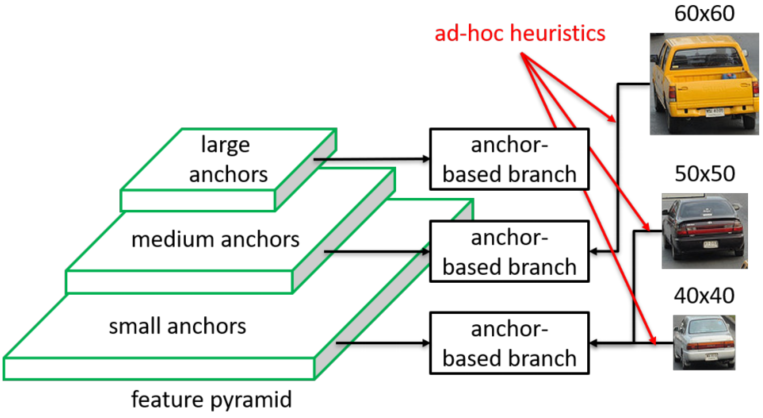 60x60
ad-hoc heuristics
large
anchors
anchor-
based branch
50x50
medium anchors
anchor-
based branch
40x40
small anchors
anchor-
based branch
feature pyramid